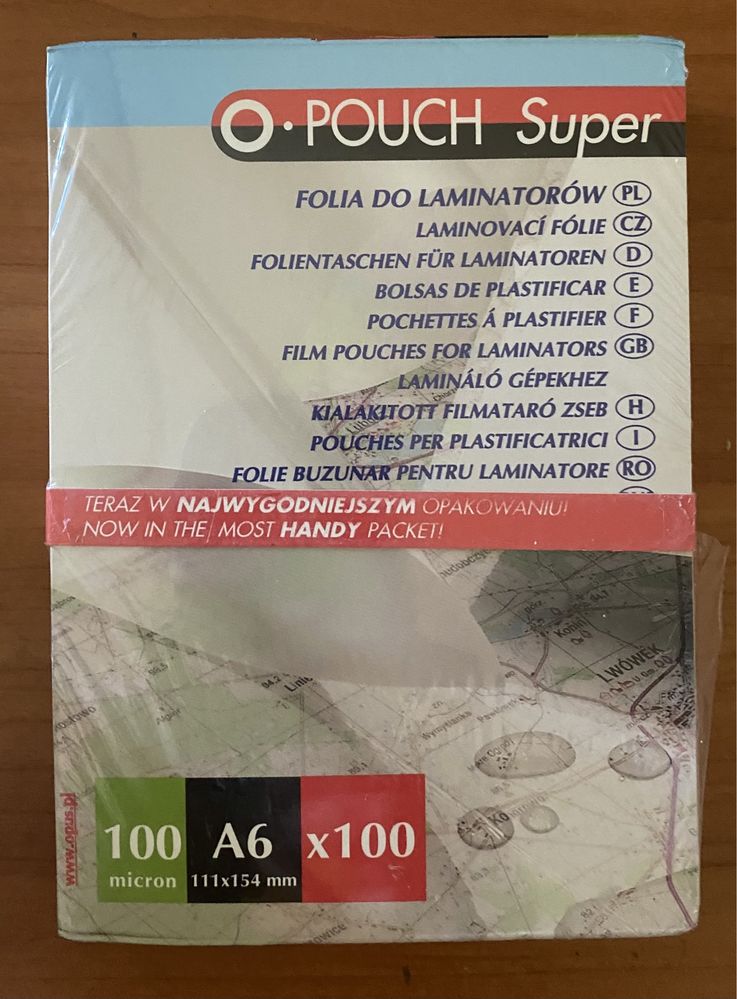 O·POUCH Super
FOLIA DO LAMINATORÓW PL
LAMINOVACÍ FÓLIE CZ
FOLIENTASCHEN FÜR LAMINATOREN D
BOLSAS DE PLASTIFICAR E
POCHETTES Á PLASTIFIER F
FILM POUCHES FOR LAMINATORS GB
LAMINÁLÓ GÉPEKHEZ
KIALAKITOTT FILMATARÓ ZSEB H
POUCHES PER PLASTIFICATRICI I
FOLIE BUZUNAR PENTRU LAMINATORE RO
TERAZ W NAJWYGODNIEJSZYM OPAKOWANIU!
NOW IN THE MOST HANDY PACKET!
LWÓWEK
Konin
Linie
100 A6 x100
micron 111x154 mm
www.opus.pl